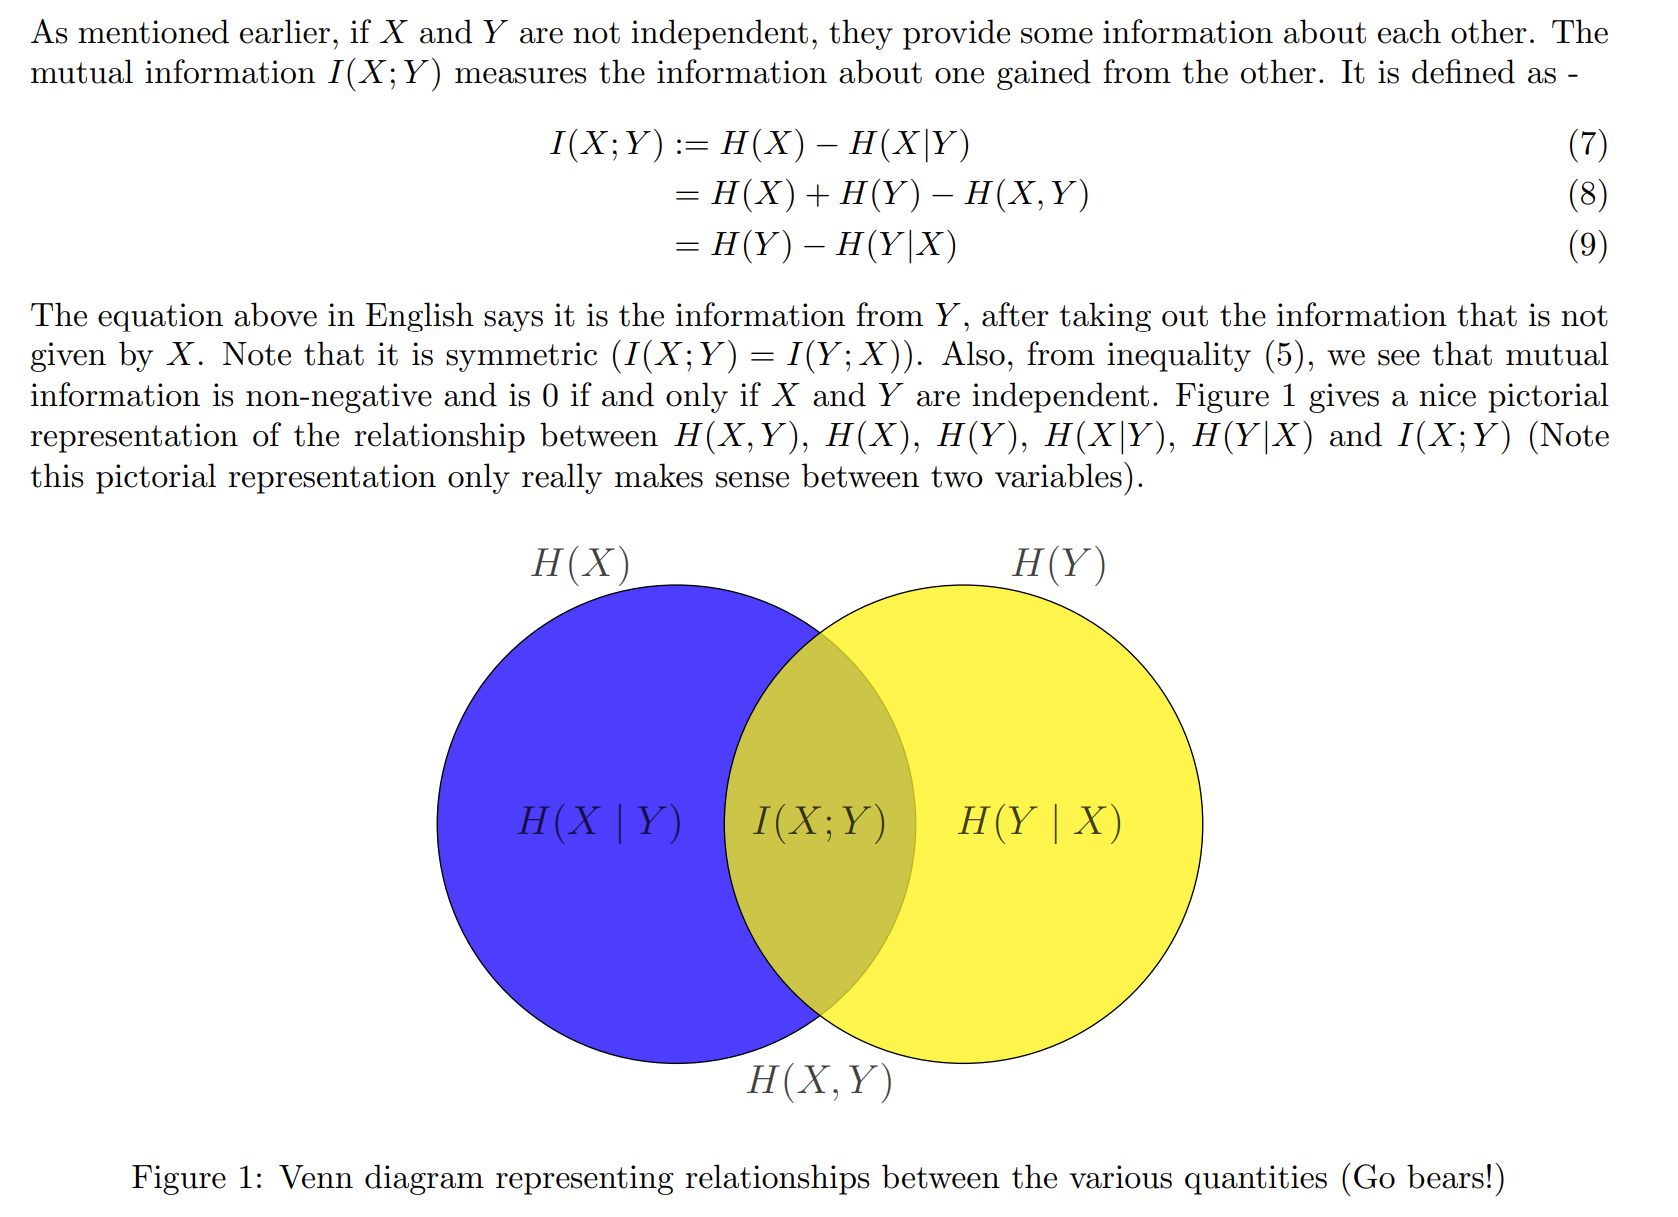 As mentioned earlier, if X and Y are not independent, they provide some information about each other. The
mutual information I(X; Y) measures the information about one gained from the other. It is defined as -
I(X; Y) := H(X) − H(X|Y) (7)
= H(X) + H(Y) − H(X, Y) (8)
= H(Y) − H(Y|X) (9)
The equation above in English says it is the information from Y, after taking out the information that is not
given by X. Note that it is symmetric (I(X; Y) = I(Y; X)). Also, from inequality (5), we see that mutual
information is non-negative and is 0 if and only if X and Y are independent. Figure 1 gives a nice pictorial
representation of the relationship between H(X, Y), H(X), H(Y), H(X|Y), H(Y|X) and I(X; Y) (Note
this pictorial representation only really makes sense between two variables).
H(X) H(Y)
H(X | Y) I(X; Y) H(Y | X)
H(X, Y)
Figure 1: Venn diagram representing relationships between the various quantities (Go bears!)